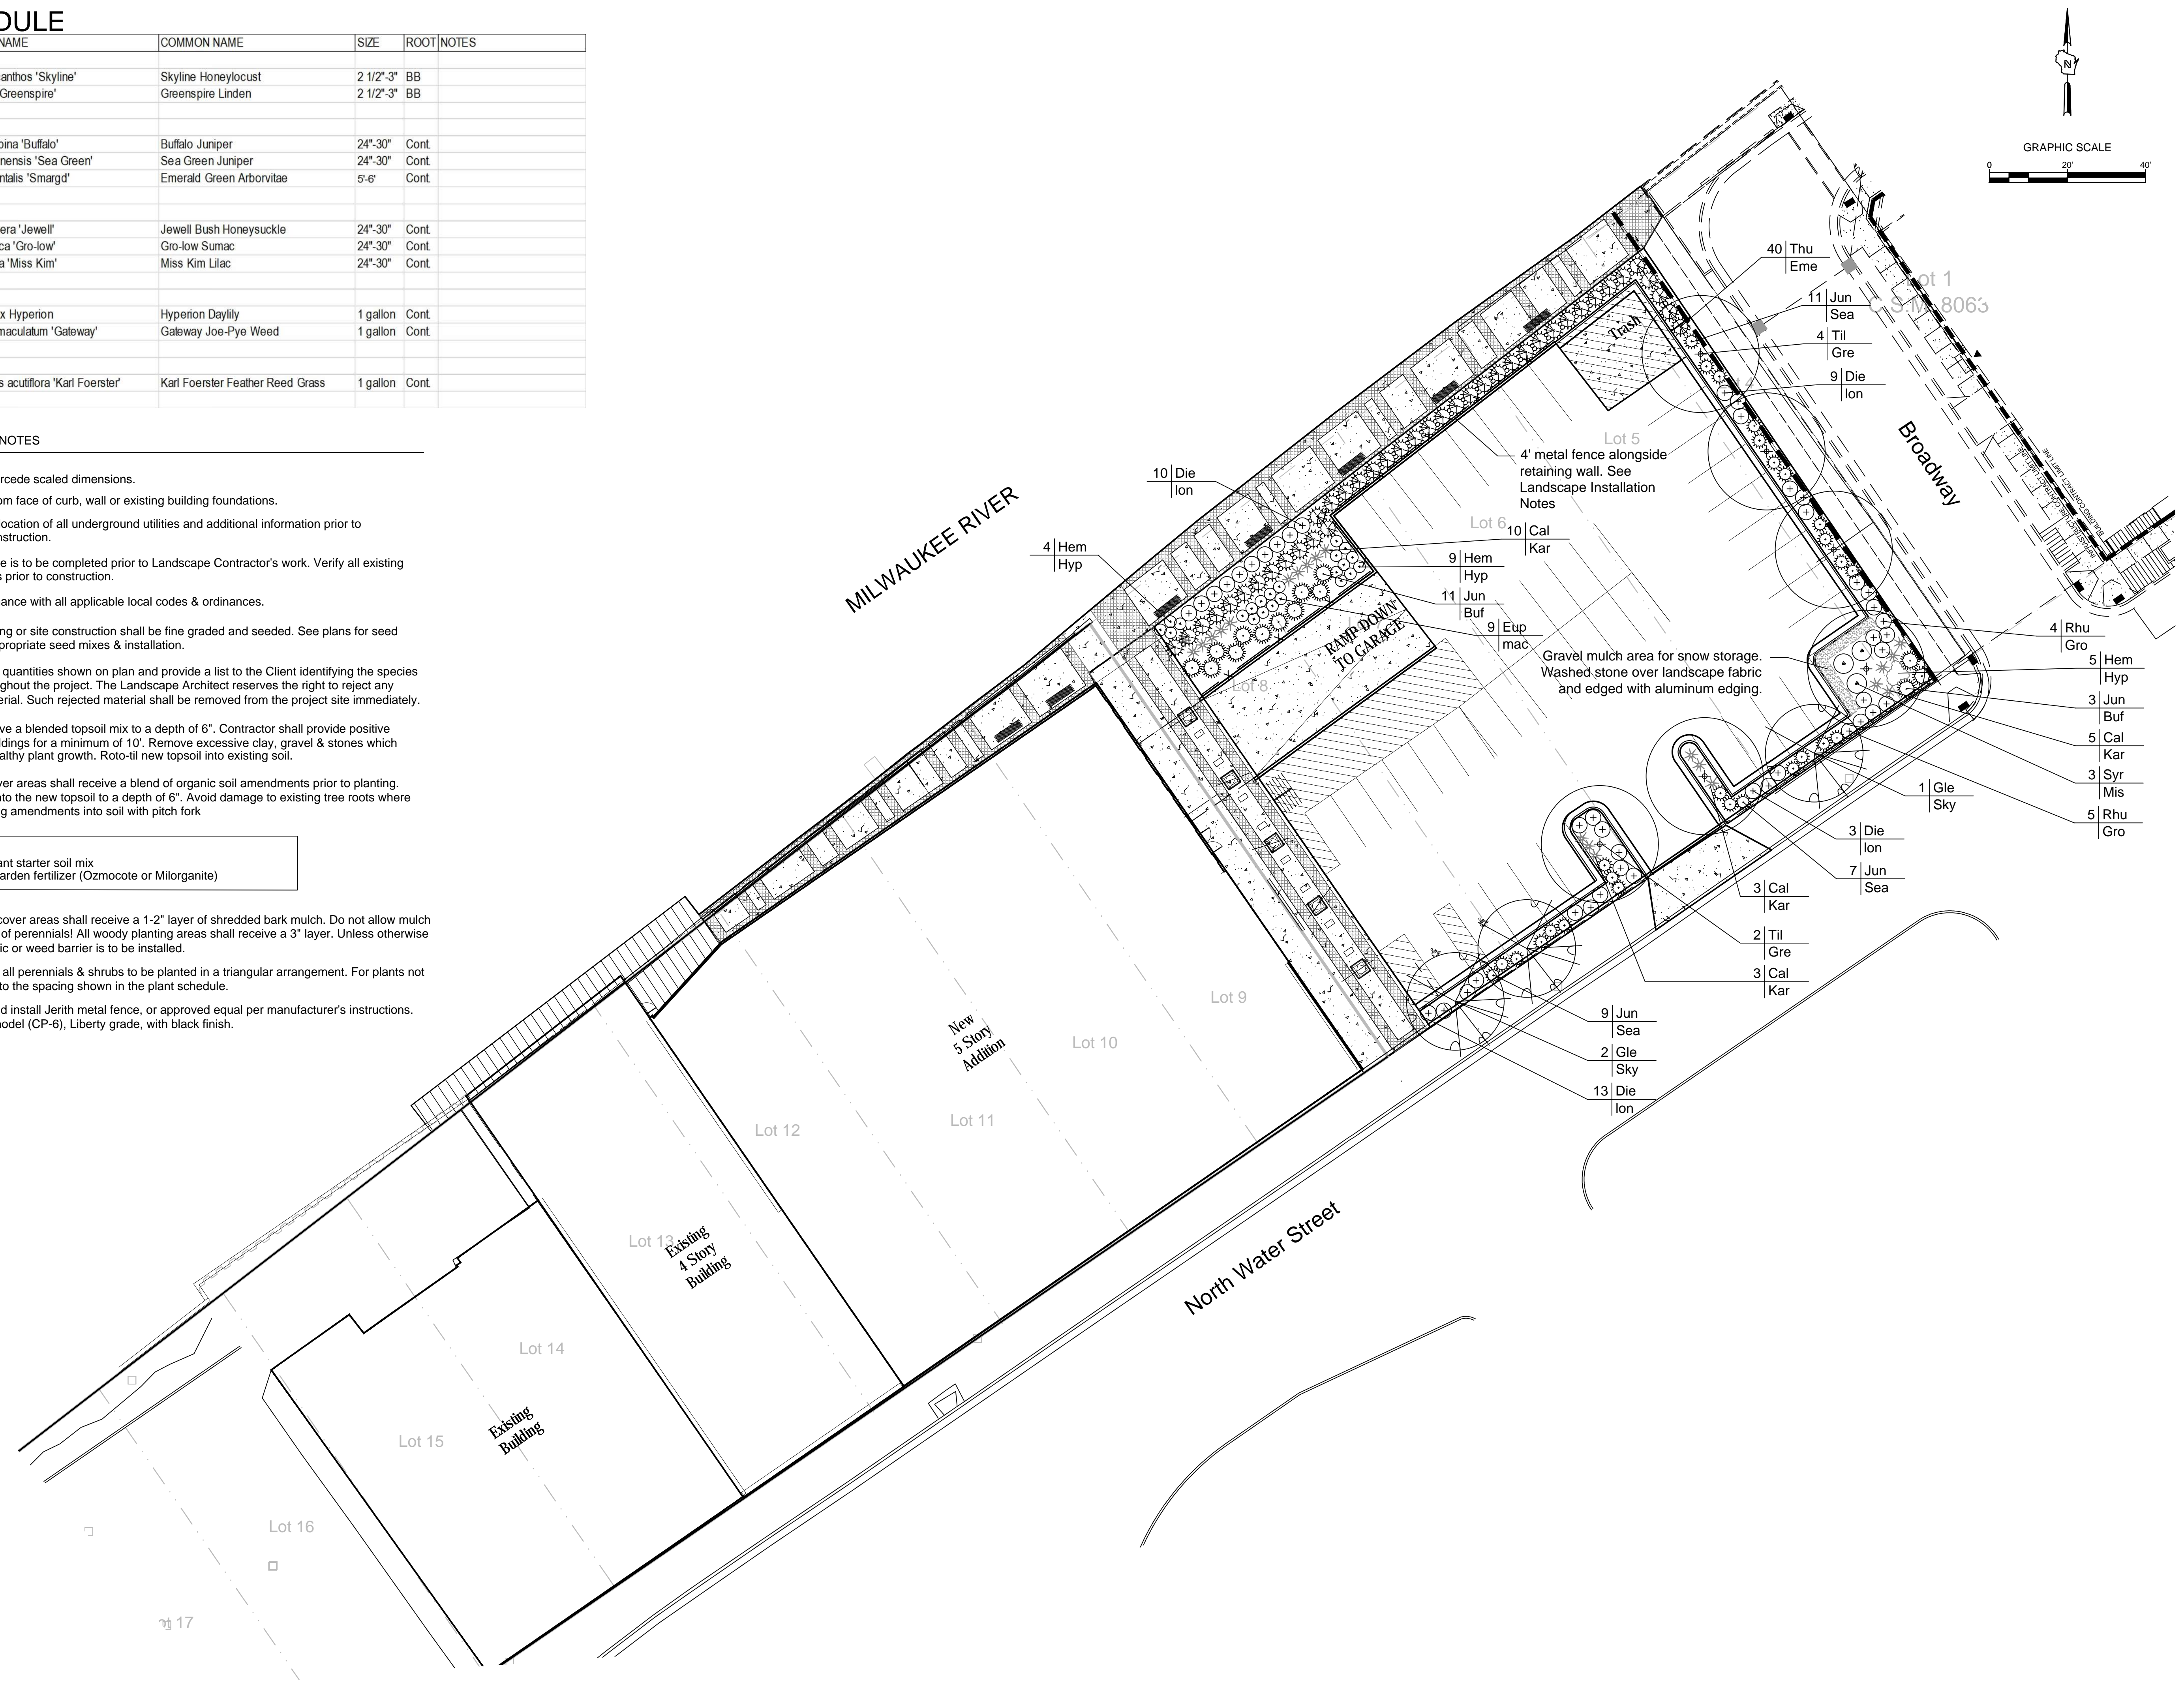 DULE
NAME COMMON NAME SIZE ROOT NOTES
canthos 'Skyline' Skyline Honeylocust 2 1/2"-3" BB
'Greenspire' Greenspire Linden 2 1/2"-3" BB
bina 'Buffalo' Buffalo Juniper 24"-30" Cont.
nensis 'Sea Green' Sea Green Juniper 24"-30" Cont.
ntalis 'Smargd' Emerald Green Arborvitae 5'-6' Cont.
era 'Jewell' Jewell Bush Honeysuckle 24"-30" Cont.
ca 'Gro-low' Gro-low Sumac 24"-30" Cont.
a 'Miss Kim' Miss Kim Lilac 24"-30" Cont.
x Hyperion Hyperion Daylily 1 gallon Cont.
maculatum 'Gateway' Gateway Joe-Pye Weed 1 gallon Cont.
s acutiflora 'Karl Foerster' Karl Foerster Feather Reed Grass 1 gallon Cont.
NOTES
rcede scaled dimensions.
om face of curb, wall or existing building foundations.
location of all underground utilities and additional information prior to
nstruction.
e is to be completed prior to Landscape Contractor's work. Verify all existing
s prior to construction.
ance with all applicable local codes & ordinances.
ng or site construction shall be fine graded and seeded. See plans for seed
propriate seed mixes & installation.
quantities shown on plan and provide a list to the Client identifying the species
ghout the project. The Landscape Architect reserves the right to reject any
erial. Such rejected material shall be removed from the project site immediately.
ve a blended topsoil mix to a depth of 6". Contractor shall provide positive
ldings for a minimum of 10'. Remove excessive clay, gravel & stones which
althy plant growth. Roto-til new topsoil into existing soil.
ver areas shall receive a blend of organic soil amendments prior to planting.
nto the new topsoil to a depth of 6". Avoid damage to existing tree roots where
ng amendments into soil with pitch fork
ant starter soil mix
arden fertilizer (Ozmocote or Milorganite)
cover areas shall receive a 1-2" layer of shredded bark mulch. Do not allow mulch
of perennials! All woody planting areas shall receive a 3" layer. Unless otherwise
ic or weed barrier is to be installed.
all perennials & shrubs to be planted in a triangular arrangement. For plants not
to the spacing shown in the plant schedule.
d install Jerith metal fence, or approved equal per manufacturer's instructions.
model (CP-6), Liberty grade, with black finish.
N
GRAPHIC SCALE
0 20' 40'
MILWAUKEE RIVER
Broadway
North Water Street
Lot 1
C.S.M. 8063
40 Thu
Eme
11 Jun
Sea
4 Til
Gre
9 Die
lon
Trash
Lot 5
4' metal fence alongside
retaining wall. See
Landscape Installation
Notes
Lot 6
10 Die
lon
4 Hem
Hyp
10 Cal
Kar
9 Hem
Hyp
11 Jun
Buf
9 Eup
mac
RAMP DOWN
TO GARAGE
Lot 8
Gravel mulch area for snow storage.
Washed stone over landscape fabric
and edged with aluminum edging.
4 Rhu
Gro
5 Hem
Hyp
3 Jun
Buf
5 Cal
Kar
3 Syr
Mis
5 Rhu
Gro
1 Gle
Sky
3 Die
lon
7 Jun
Sea
3 Cal
Kar
2 Til
Gre
3 Cal
Kar
9 Jun
Sea
2 Gle
Sky
13 Die
lon
INFRASTRUCTURE CONTRACT LIMIT LINE
BUILDING CONTRACT LIMIT LINE
Lot 9
New
5 Story
Addition
Lot 10
Lot 11
Lot 12
Lot 13
Existing
4 Story
Building
Lot 14
Lot 15
Existing
Building
Lot 16
17